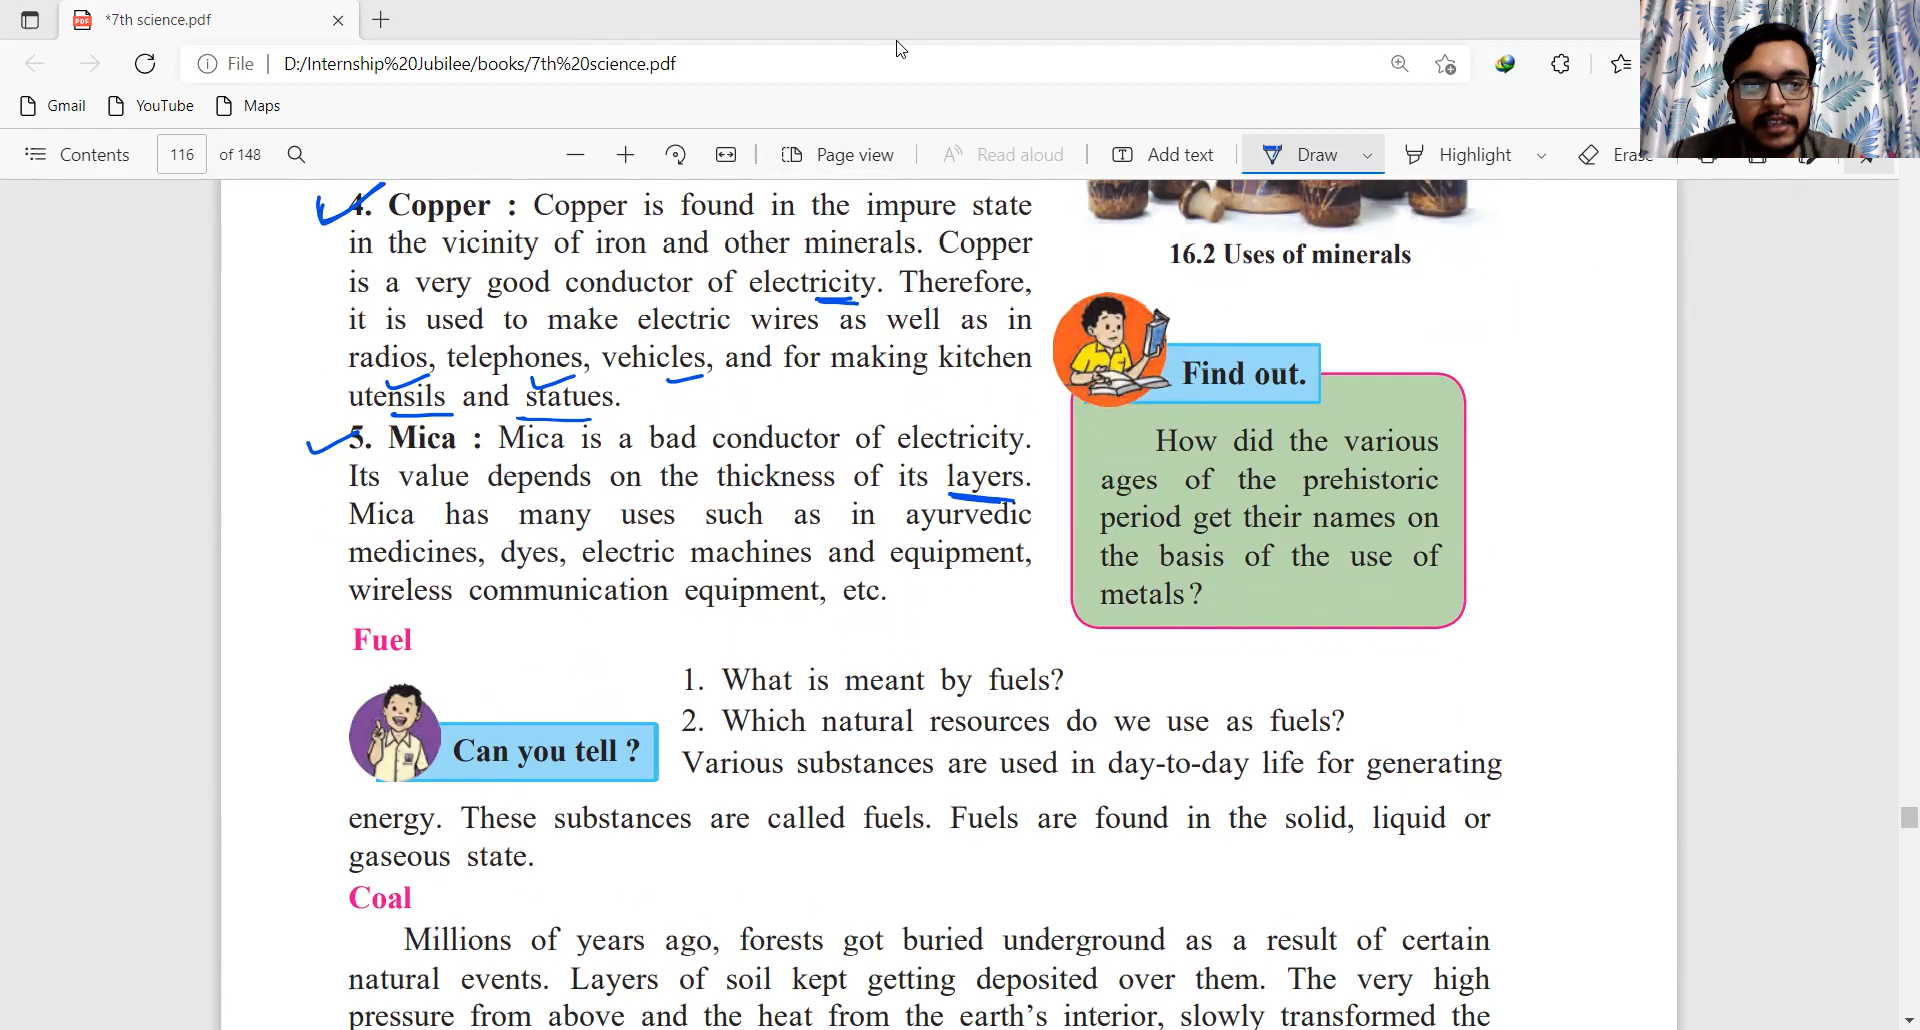 *7th science.pdf
File D:/Internship%20Jubilee/books/7th%20science.pdf
Gmail YouTube Maps
Contents 116 of 148 Page view Read aloud Add text Draw Highlight
4. Copper : Copper is found in the impure state
in the vicinity of iron and other minerals. Copper
is a very good conductor of electricity. Therefore,
it is used to make electric wires as well as in
radios, telephones, vehicles, and for making kitchen
utensils and statues.
5. Mica : Mica is a bad conductor of electricity.
Its value depends on the thickness of its layers.
Mica has many uses such as in ayurvedic
medicines, dyes, electric machines and equipment,
wireless communication equipment, etc.
16.2 Uses of minerals
Find out.
How did the various
ages of the prehistoric
period get their names on
the basis of the use of
metals?
Fuel
Can you tell ?
1. What is meant by fuels?
2. Which natural resources do we use as fuels?
Various substances are used in day-to-day life for generating
energy. These substances are called fuels. Fuels are found in the solid, liquid or
gaseous state.
Coal
Millions of years ago, forests got buried underground as a result of certain
natural events. Layers of soil kept getting deposited over them. The very high
pressure from above and the heat from the earth's interior, slowly transformed the